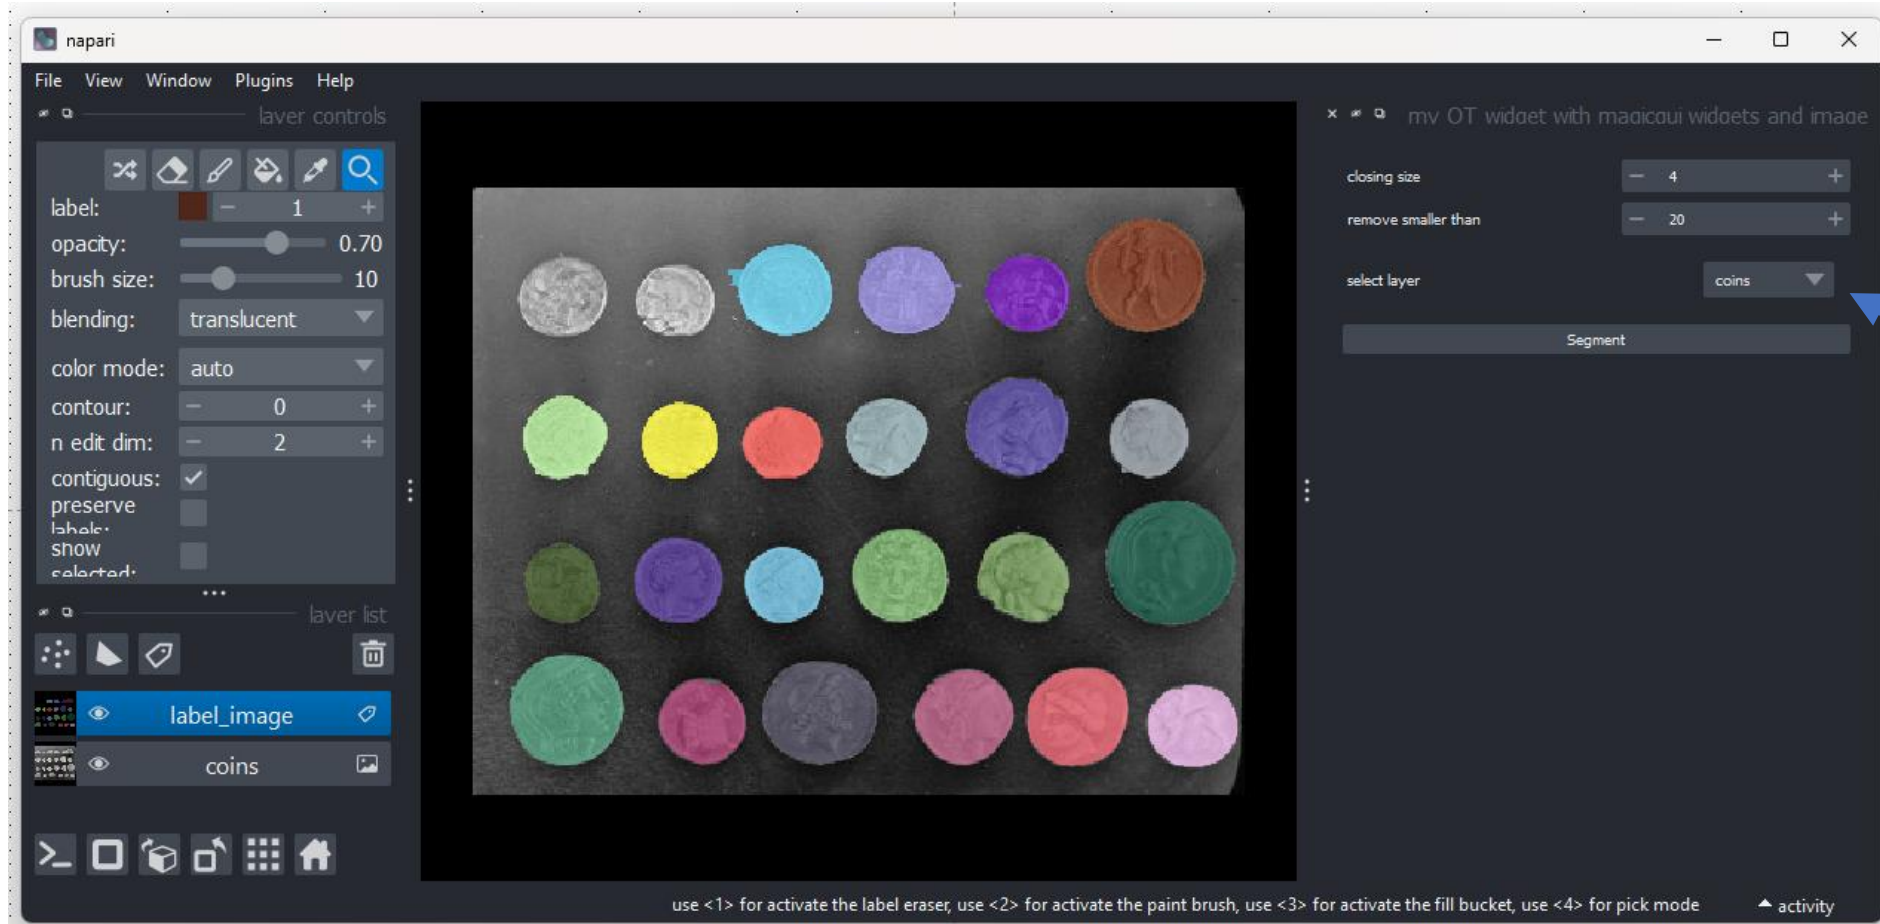 napari
File View Window Plugins Help
layer controls
label: 1
opacity: 0.70
brush size: 10
blending: translucent
color mode: auto
contour: 0
n edit dim: 2
contiguous:
preserve
labels:
show
selected:
layer list
label_image
coins
my QT widget with magicgui widgets and image
closing size 4
remove smaller than 20
select layer coins
Segment
use <1> for activate the label eraser, use <2> for activate the paint brush, use <3> for activate the fill bucket, use <4> for pick mode
activity